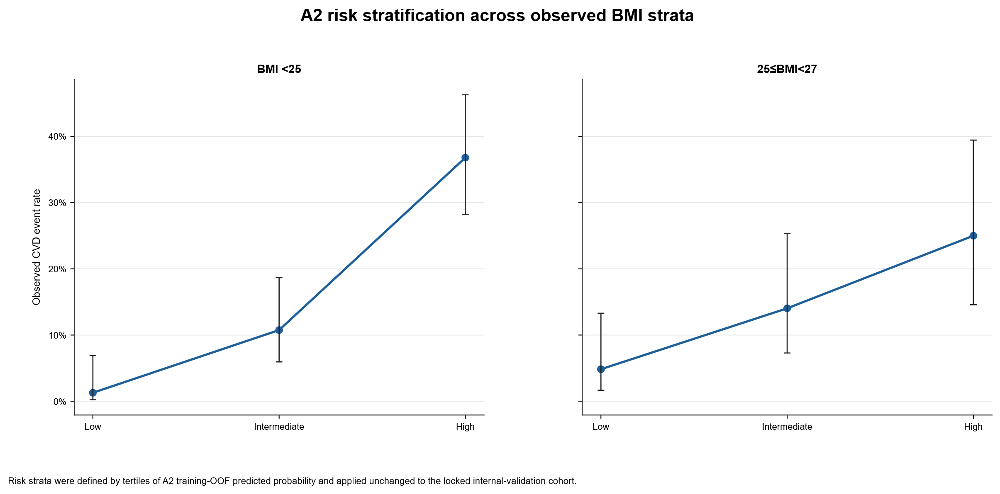 A2 risk stratification across observed BMI strata
BMI <25
25≤BMI<27
Observed CVD event rate
40%
30%
20%
10%
0%
Low Intermediate High
Low Intermediate High
Risk strata were defined by tertiles of A2 training-OOF predicted probability and applied unchanged to the locked internal-validation cohort.